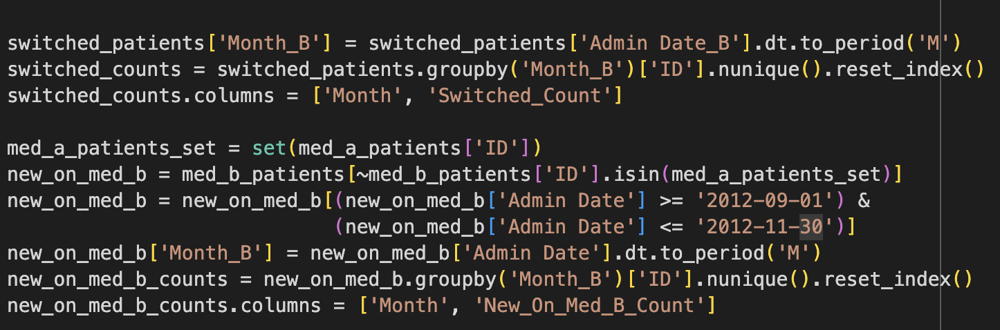 switched_patients['Month_B'] = switched_patients['Admin Date_B'].dt.to_period('M')
switched_counts = switched_patients.groupby('Month_B')['ID'].nunique().reset_index()
switched_counts.columns = ['Month', 'Switched_Count']

med_a_patients_set = set(med_a_patients['ID'])
new_on_med_b = med_b_patients[~med_b_patients['ID'].isin(med_a_patients_set)]
new_on_med_b = new_on_med_b[(new_on_med_b['Admin Date'] >= '2012-09-01') &
                            (new_on_med_b['Admin Date'] <= '2012-11-30')]
new_on_med_b['Month_B'] = new_on_med_b['Admin Date'].dt.to_period('M')
new_on_med_b_counts = new_on_med_b.groupby('Month_B')['ID'].nunique().reset_index()
new_on_med_b_counts.columns = ['Month', 'New_On_Med_B_Count']